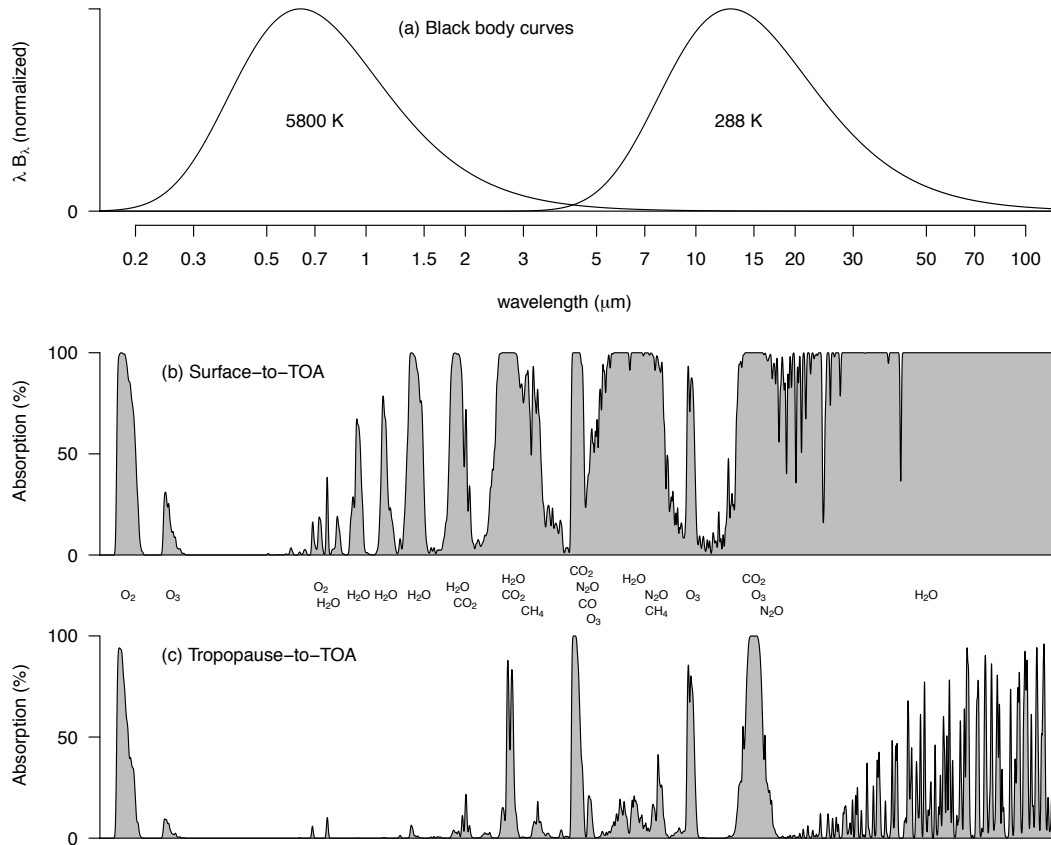 (a) Black body curves
λ Bλ (normalized)
0
5800 K
288 K
0.2 0.3 0.5 0.7 1 1.5 2 3 5 7 10 15 20 30 50 70 100
wavelength (μm)
(b) Surface−to−TOA
Absorption (%)
100
50
0
O₂ O₃ O₂ H₂O H₂O H₂O H₂O H₂O CO₂ H₂O CO₂ CH₄ CO₂ N₂O CO O₃ H₂O N₂O CH₄ O₃ CO₂ O₃ N₂O H₂O
(c) Tropopause−to−TOA
Absorption (%)
100
50
0